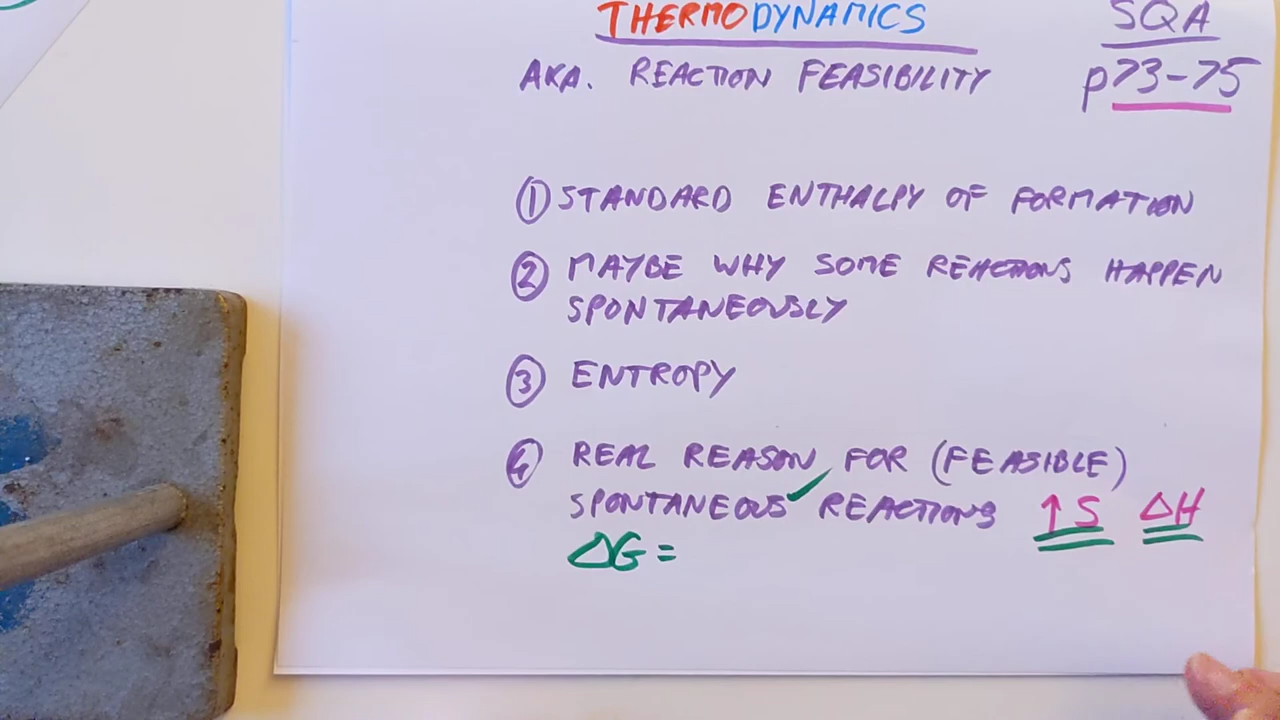 THERMODYNAMICS
SQA
AKA. REACTION FEASIBILITY
p73-75
① STANDARD ENTHALPY OF FORMATION
② MAYBE WHY SOME REACTIONS HAPPEN
SPONTANEOUSLY
③ ENTROPY
④ REAL REASON FOR (FEASIBLE)
SPONTANEOUS REACTIONS ↑S ΔH
ΔG=